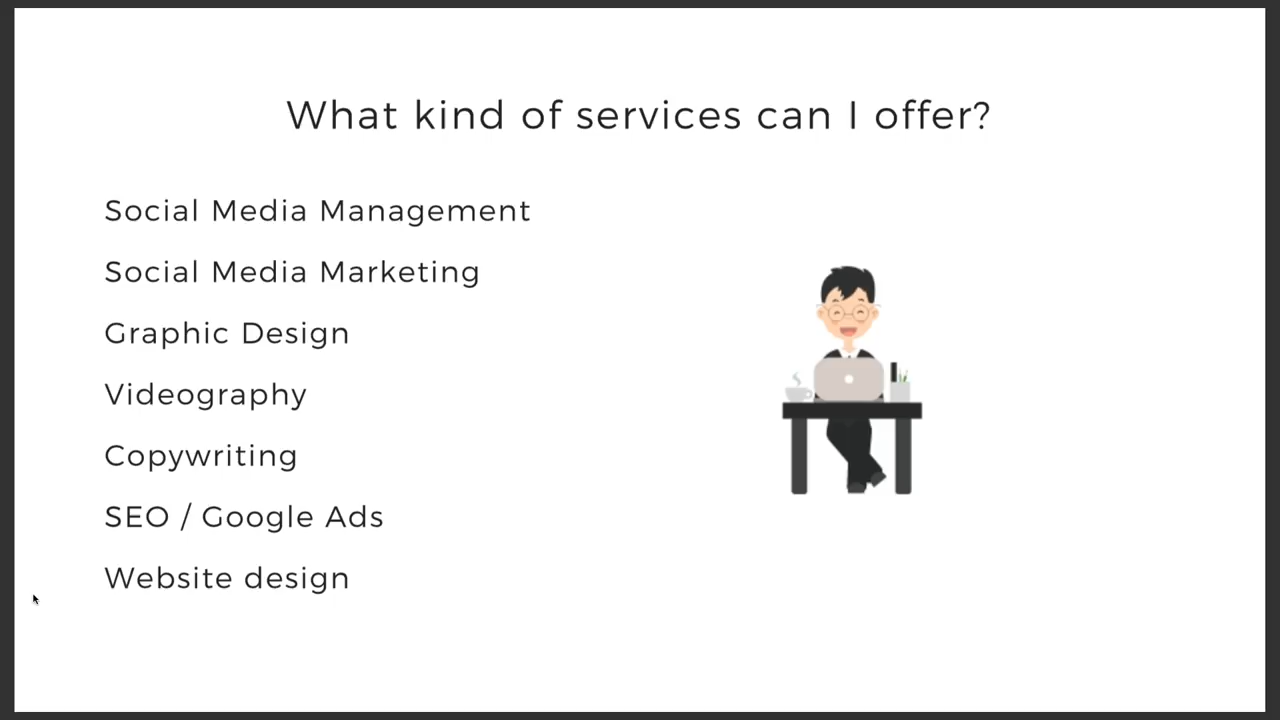 What kind of services can I offer?
Social Media Management
Social Media Marketing
Graphic Design
Videography
Copywriting
SEO / Google Ads
Website design